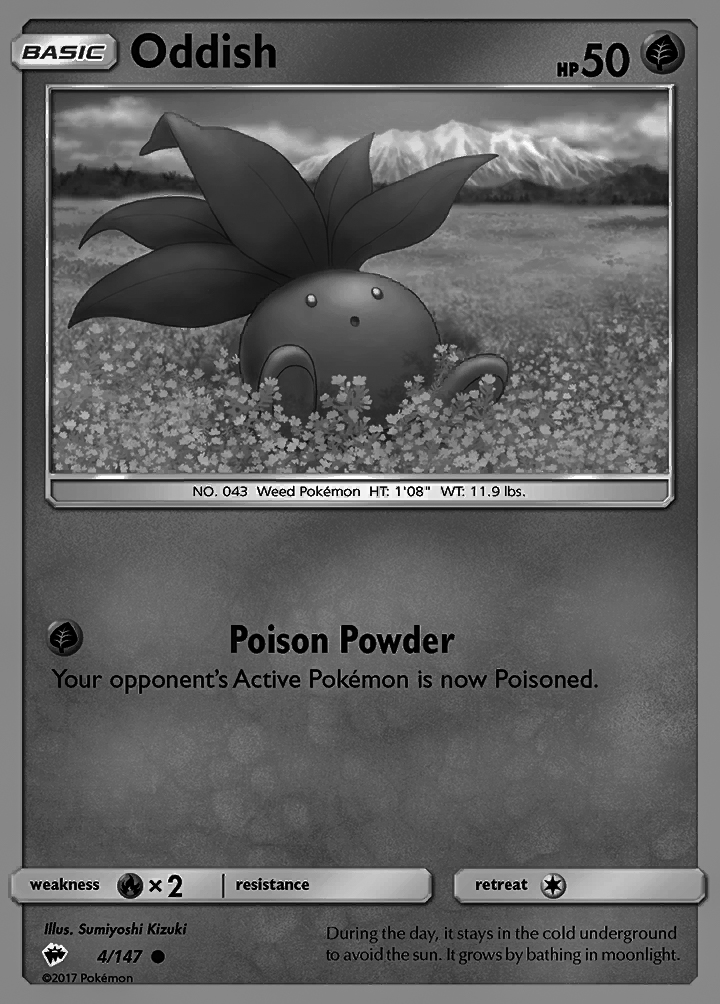 BASIC Oddish HP 50
NO. 043 Weed Pokémon HT: 1'08" WT: 11.9 lbs.
Poison Powder
Your opponent's Active Pokémon is now Poisoned.
weakness × 2 resistance retreat
Illus. Sumiyoshi Kizuki
4/147
©2017 Pokémon
During the day, it stays in the cold underground
to avoid the sun. It grows by bathing in moonlight.